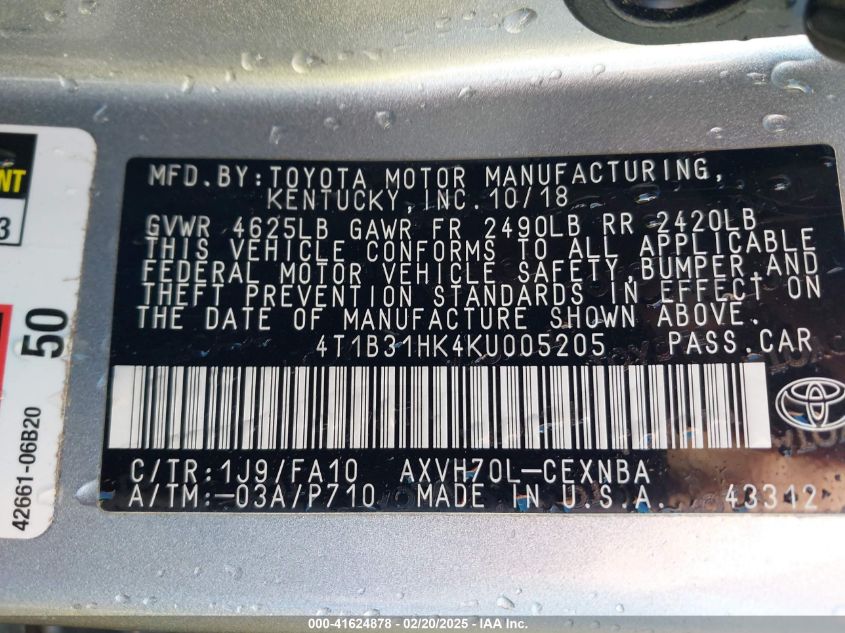 MFD.BY:TOYOTA MOTOR MANUFACTURING,
KENTUCKY,INC.10/18
GVWR 4625LB GAWR FR 2490LB RR 2420LB
THIS VEHICLE CONFORMS TO ALL APPLICABLE
FEDERAL MOTOR VEHICLE SAFETY,BUMPER,AND
THEFT PREVENTION STANDARDS IN EFFECT ON
THE DATE OF MANUFACTURE SHOWN ABOVE.
4T1B31HK4KU005205 PASS.CAR
C/TR:1J9/FA10 AXVH70L-CEXNBA
A/TM:-03A/P710 MADE IN U.S.A. 43342
3
50
42661-06B20
000-41624878 - 02/20/2025 - IAAI.com